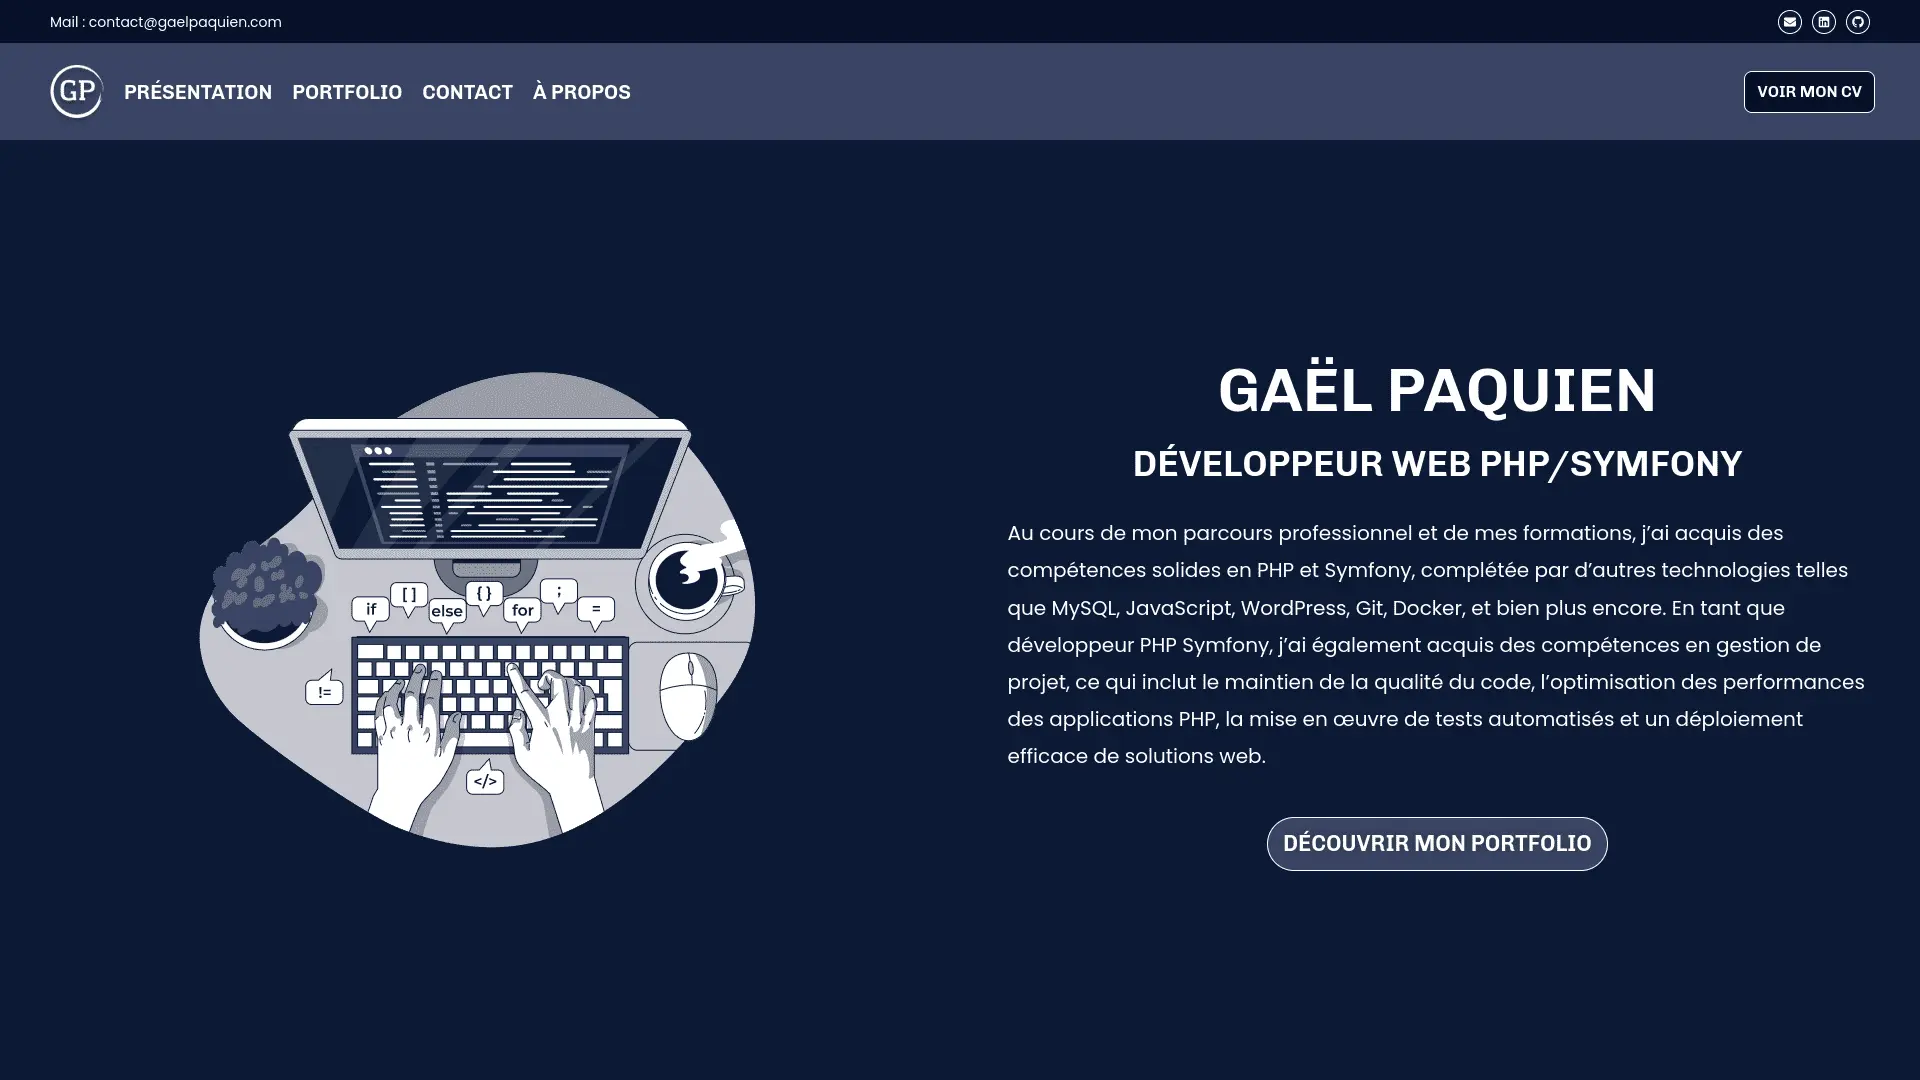 Mail : contact@gaelpaquien.com
GP
PRÉSENTATION PORTFOLIO CONTACT À PROPOS
VOIR MON CV
GAËL PAQUIEN
DÉVELOPPEUR WEB PHP/SYMFONY
Au cours de mon parcours professionnel et de mes formations, j’ai acquis des
compétences solides en PHP et Symfony, complétée par d’autres technologies telles
que MySQL, JavaScript, WordPress, Git, Docker, et bien plus encore. En tant que
développeur PHP Symfony, j’ai également acquis des compétences en gestion de
projet, ce qui inclut le maintien de la qualité du code, l’optimisation des performances
des applications PHP, la mise en œuvre de tests automatisés et un déploiement
efficace de solutions web.
DÉCOUVRIR MON PORTFOLIO
if [ ] else { } for ; =
!=
</>